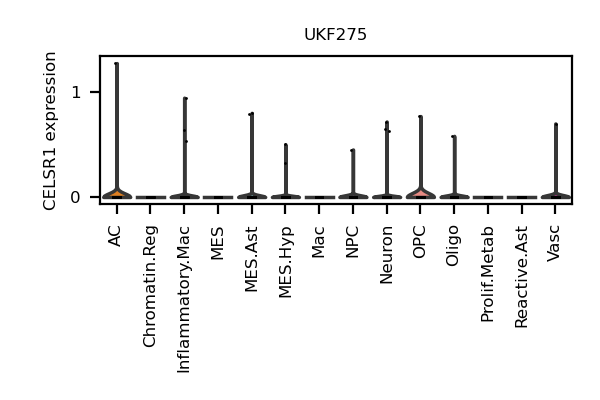 UKF275
CELSR1 expression
1
0
AC
Chromatin.Reg
Inflammatory.Mac
MES
MES.Ast
MES.Hyp
Mac
NPC
Neuron
OPC
Oligo
Prolif.Metab
Reactive.Ast
Vasc